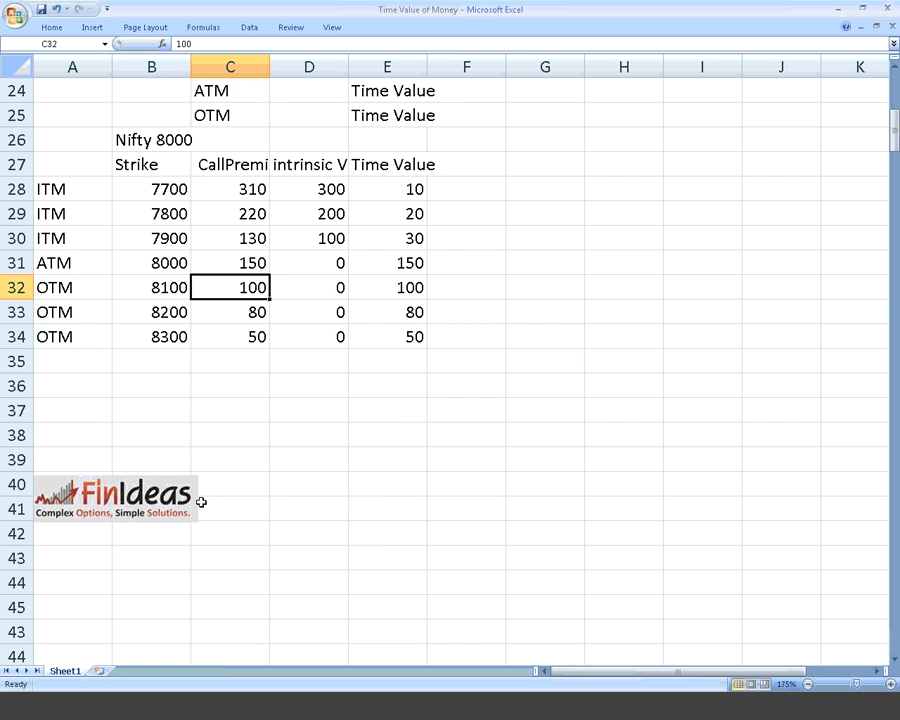 Time Value of Money - Microsoft Excel
Home Insert Page Layout Formulas Data Review View
C32 fx 100
A B C D E F G H I J K
24 ATM Time Value
25 OTM Time Value
26 Nifty 8000
27 Strike CallPremi intrinsic V Time Value
28 ITM 7700 310 300 10
29 ITM 7800 220 200 20
30 ITM 7900 130 100 30
31 ATM 8000 150 0 150
32 OTM 8100 100 0 100
33 OTM 8200 80 0 80
34 OTM 8300 50 0 50
35
36
37
38
39
40
41
FinIdeas
Complex Options, Simple Solutions.
42
43
44
45
43
44
Sheet1
Ready 175%